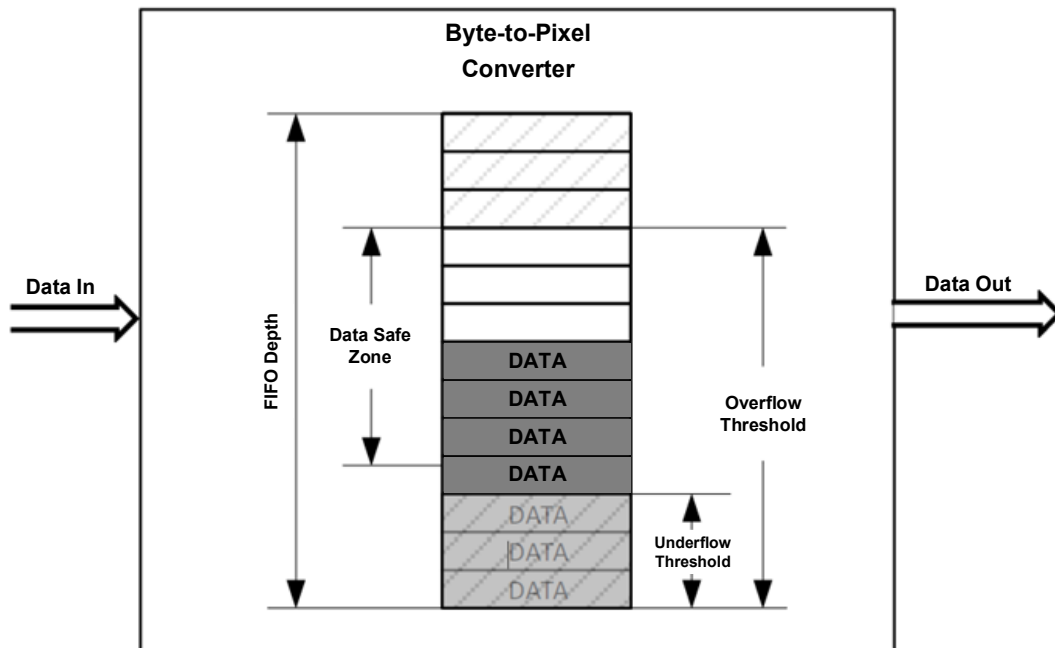 Byte-to-Pixel
Converter
Data In
Data Out
FIFO Depth
Data Safe
Zone
DATA
DATA
DATA
DATA
DATA
DATA
DATA
Overflow
Threshold
Underflow
Threshold